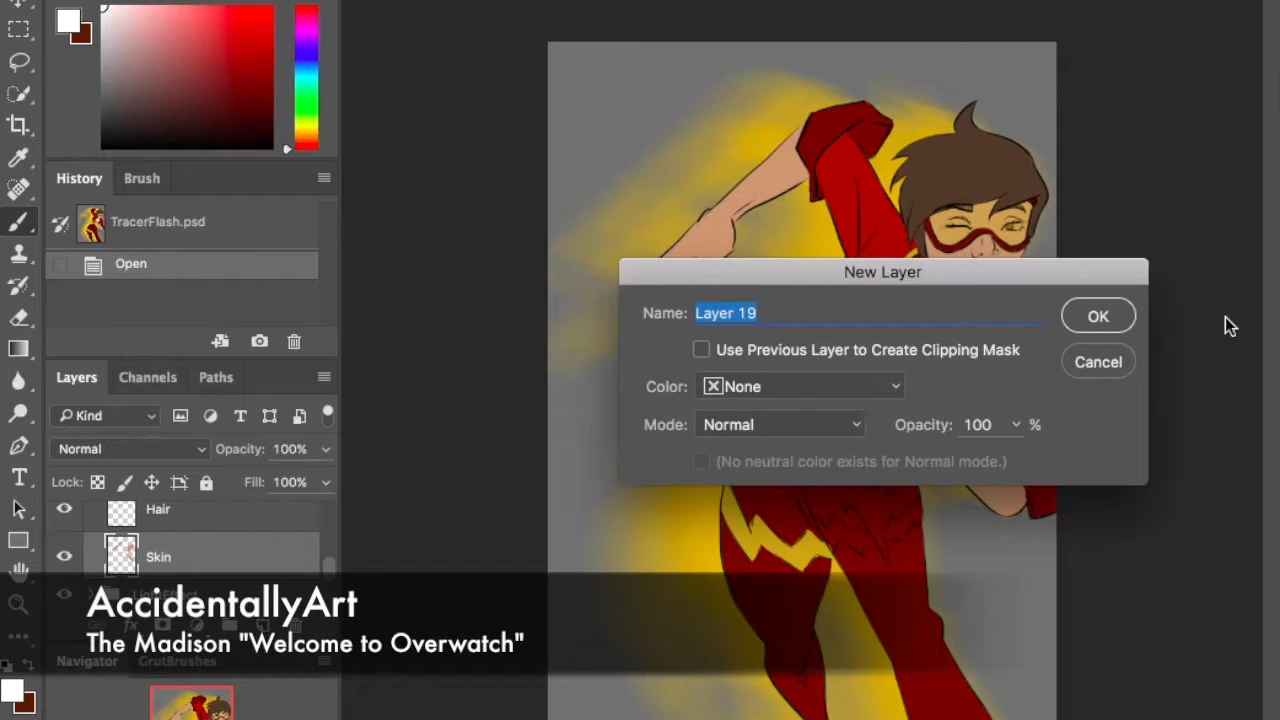 History
Brush
TracerFlash.psd
Open
Layers
Channels
Paths
Kind
Normal
Opacity: 100%
Lock:
Fill: 100%
Hair
Skin
New Layer
Name: Layer 19
OK
Use Previous Layer to Create Clipping Mask
Cancel
Color: None
Mode: Normal
Opacity: 100 %
(No neutral color exists for Normal mode.)
AccidentallyArt
The Madison "Welcome to Overwatch"
Navigator
GrutBrushes